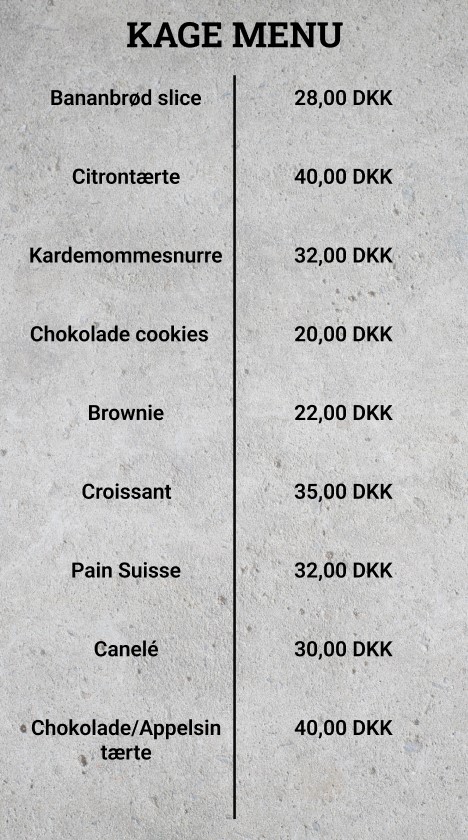 KAGE MENU
Bananbrød slice 28,00 DKK
Citrontærte 40,00 DKK
Kardemommesnurre 32,00 DKK
Chokolade cookies 20,00 DKK
Brownie 22,00 DKK
Croissant 35,00 DKK
Pain Suisse 32,00 DKK
Canelé 30,00 DKK
Chokolade/Appelsin 40,00 DKK
tærte